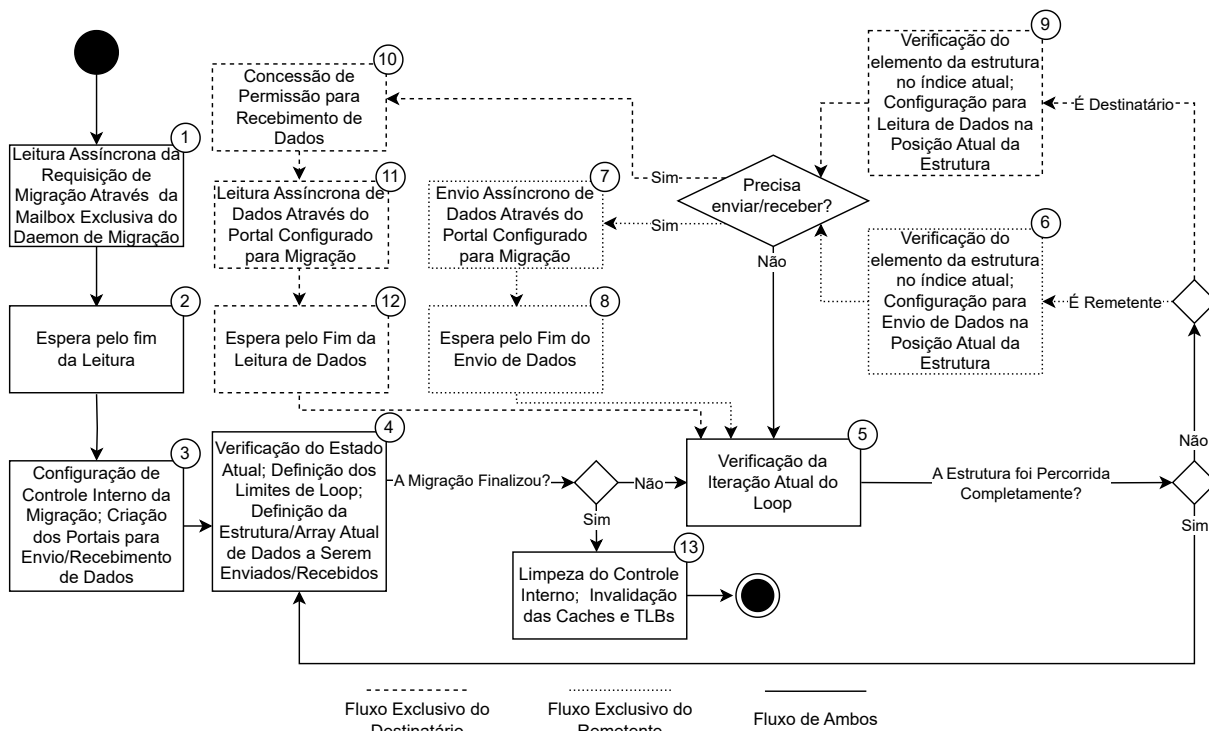 1
Leitura Assíncrona da
Requisição de
Migração Através da
Mailbox Exclusiva do
Daemon de Migração
2
Espera pelo fim
da Leitura
3
Configuração de
Controle Interno da
Migração; Criação
dos Portais para
Envio/Recebimento
de Dados
4
Verificação do Estado
Atual; Definição dos
Limites de Loop;
Definição da
Estrutura/Array Atual
de Dados a Serem
Enviados/Recebidos
A Migração Finalizou?
Não
Sim
5
Verificação da
Iteração Atual do
Loop
A Estrutura foi Percorrida
Completamente?
Não
Sim
É Remetente
É Destinatário
6
Verificação do
elemento da estrutura
no índice atual;
Configuração para
Envio de Dados na
Posição Atual da
Estrutura
9
Verificação do
elemento da estrutura
no índice atual;
Configuração para
Leitura de Dados na
Posição Atual da
Estrutura
Precisa
enviar/receber?
Sim
Sim
Não
7
Envio Assíncrono de
Dados Através do
Portal Configurado
para Migração
8
Espera pelo Fim do
Envio de Dados
10
Concessão de
Permissão para
Recebimento de
Dados
11
Leitura Assíncrona de
Dados Através do
Portal Configurado
para Migração
12
Espera pelo Fim da
Leitura de Dados
13
Limpeza do Controle
Interno; Invalidação
das Caches e TLBs
Fluxo Exclusivo do
Destinatário
Fluxo Exclusivo do
Remetente
Fluxo de Ambos